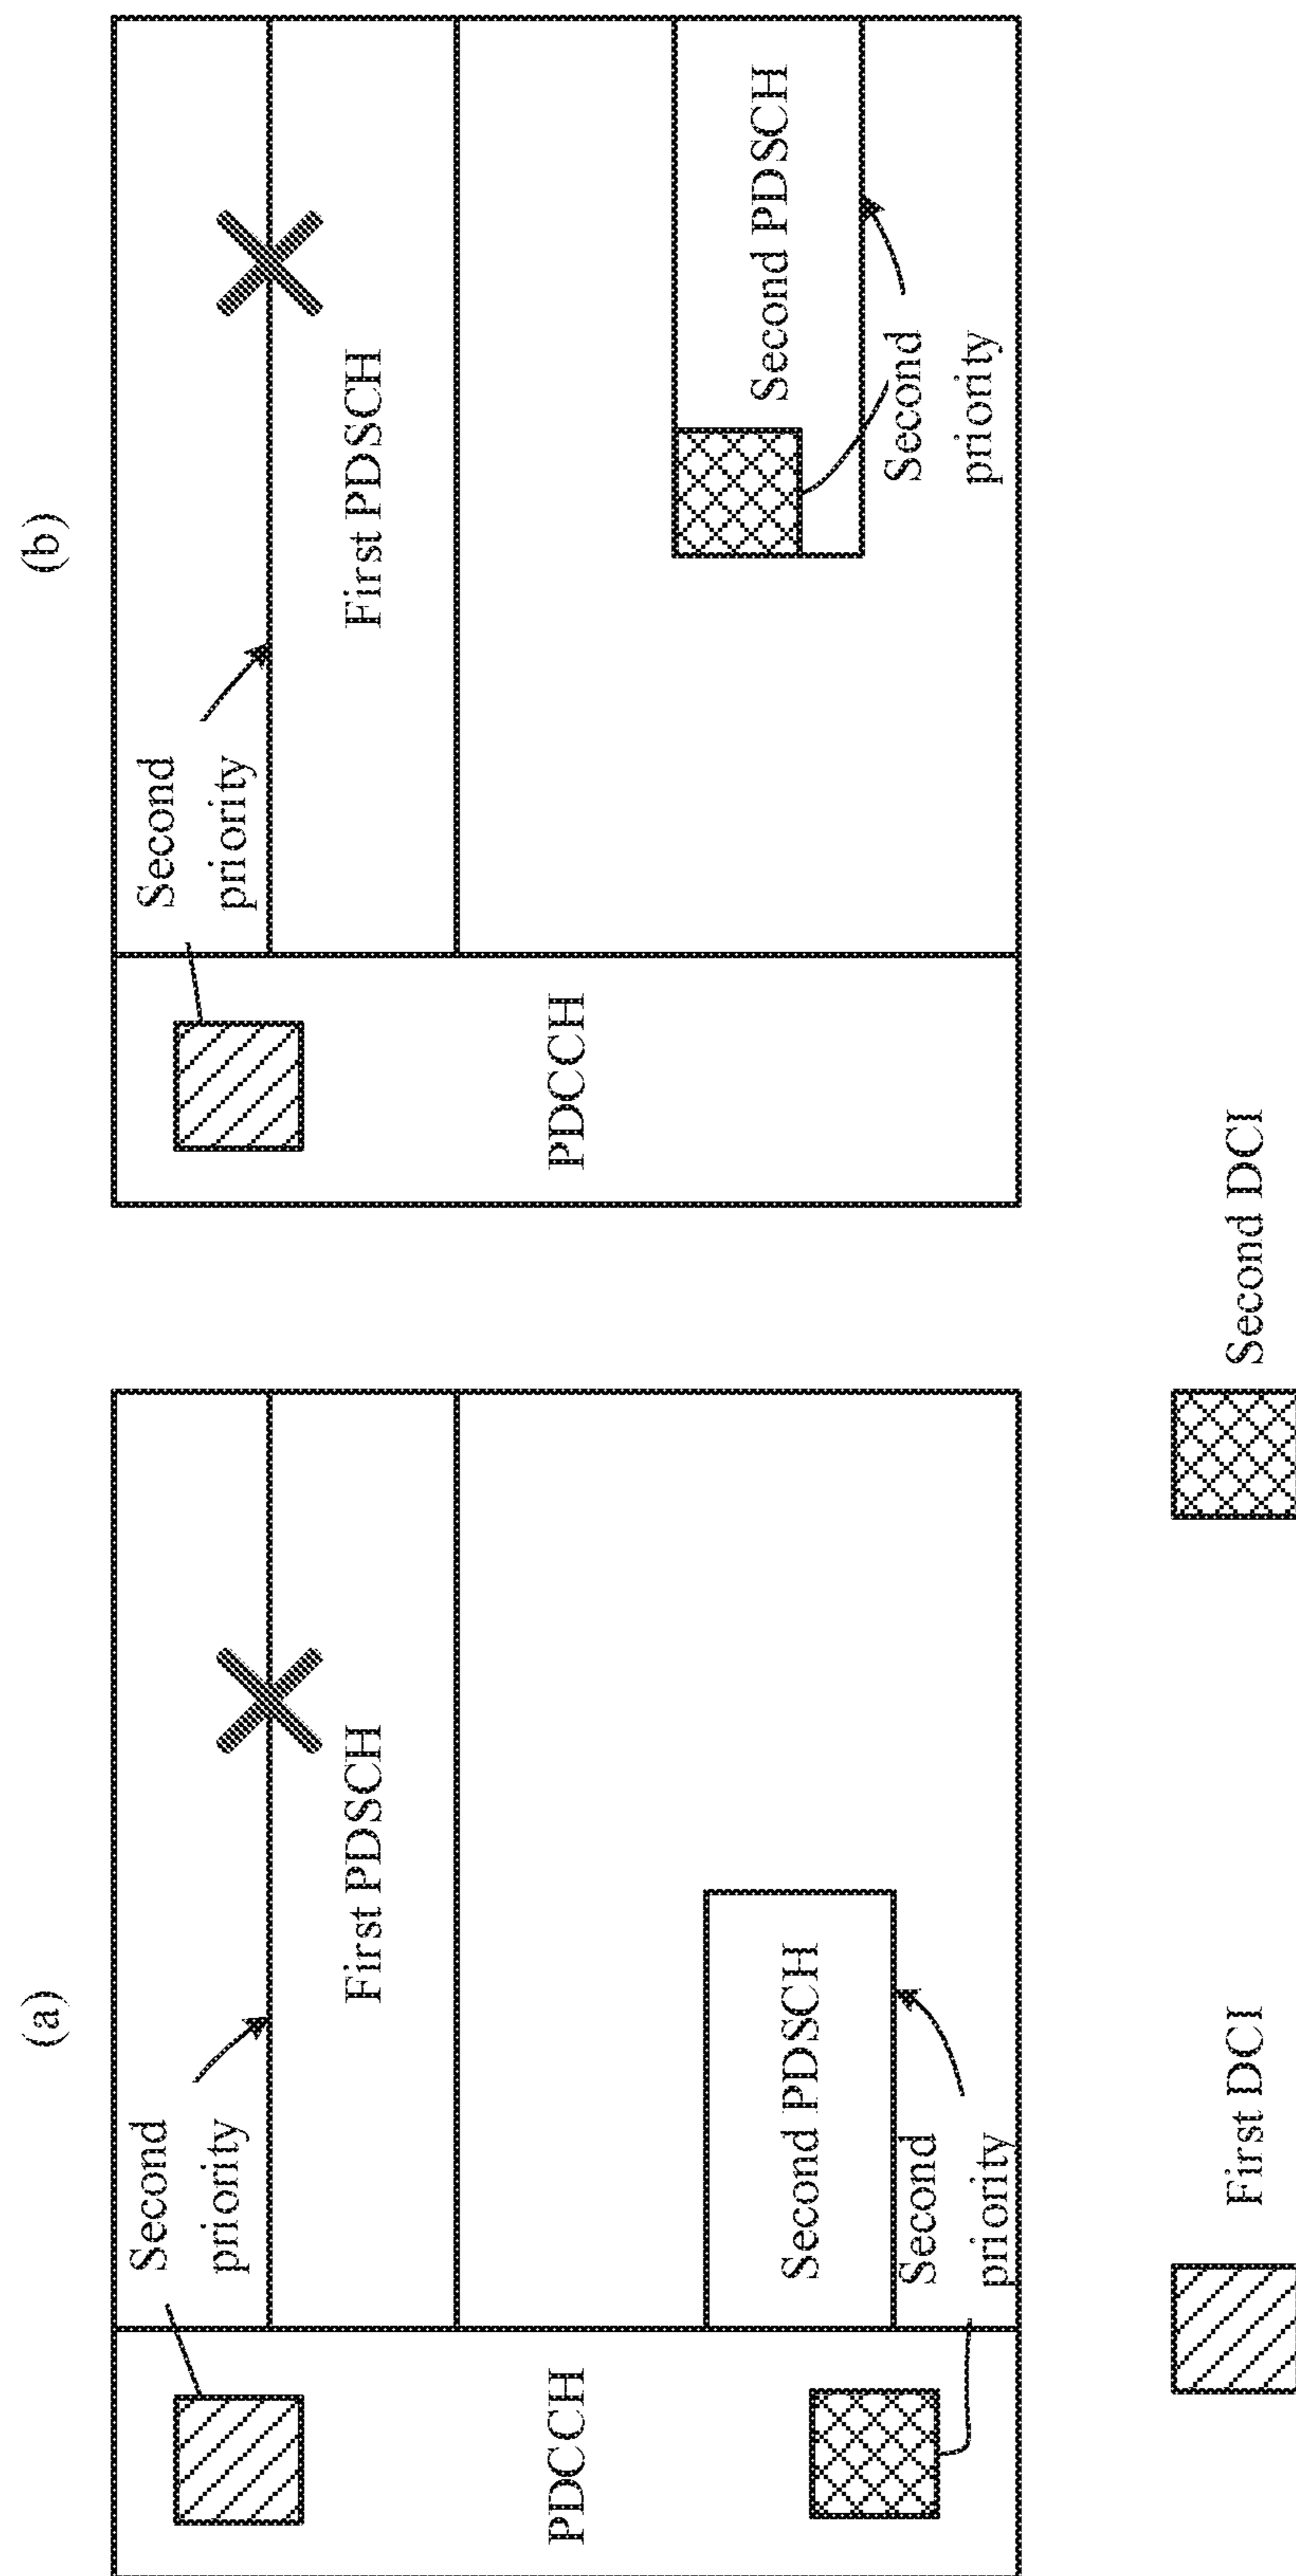 (a)
Second
priority
First PDSCH
PDCCH
Second PDSCH
Second
priority
(b)
Second
priority
First PDSCH
PDCCH
Second PDSCH
Second
priority
First DCI
Second DCI